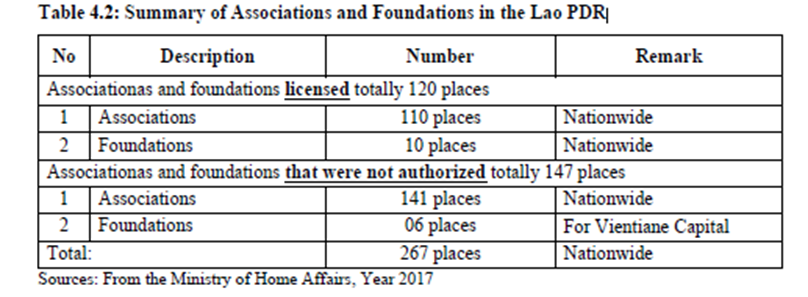 Table 4.2: Summary of Associations and Foundations in the Lao PDR
No Description Number Remark
Associationas and foundations licensed totally 120 places
1 Associations 110 places Nationwide
2 Foundations 10 places Nationwide
Associationas and foundations that were not authorized totally 147 places
1 Associations 141 places Nationwide
2 Foundations 06 places For Vientiane Capital
Total: 267 places Nationwide
Sources: From the Ministry of Home Affairs, Year 2017